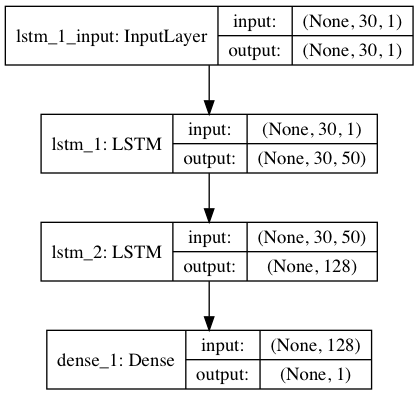 lstm_1_input: InputLayer
input: (None, 30, 1)
output: (None, 30, 1)
lstm_1: LSTM
input: (None, 30, 1)
output: (None, 30, 50)
lstm_2: LSTM
input: (None, 30, 50)
output: (None, 128)
dense_1: Dense
input: (None, 128)
output: (None, 1)